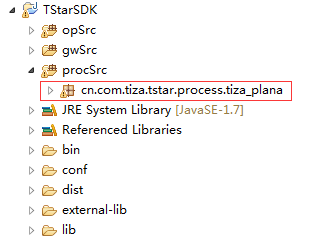 TStarSDK
opSrc
gwSrc
procSrc
cn.com.tiza.tstar.process.tiza_plana
JRE System Library [JavaSE-1.7]
Referenced Libraries
bin
conf
dist
external-lib
lib